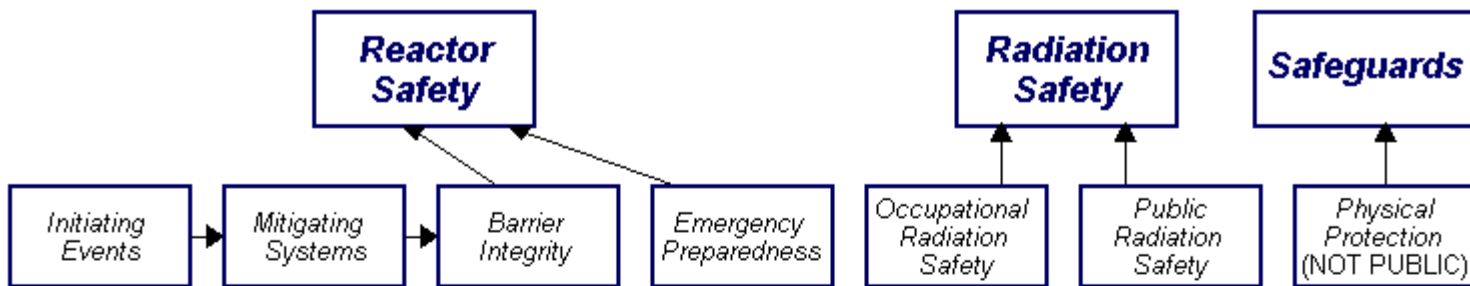 Reactor
Safety
Radiation
Safety
Safeguards
Initiating
Events
Mitigating
Systems
Barrier
Integrity
Emergency
Preparedness
Occupational
Radiation
Safety
Public
Radiation
Safety
Physical
Protection
(NOT PUBLIC)